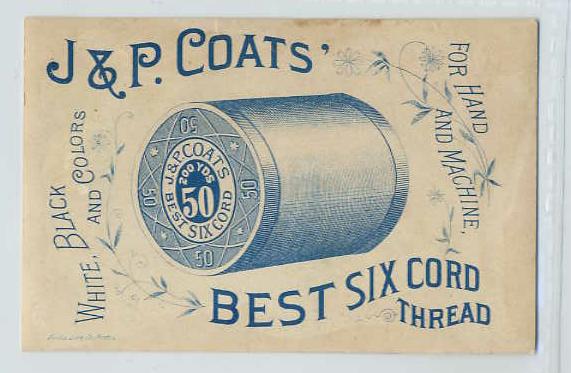 J & P. COATS'
WHITE, BLACK
AND COLORS
FOR HAND
AND MACHINE,
50
50
50
50
J. & P. COATS
200 YDS
50
BEST SIX CORD
BEST SIX CORD
THREAD